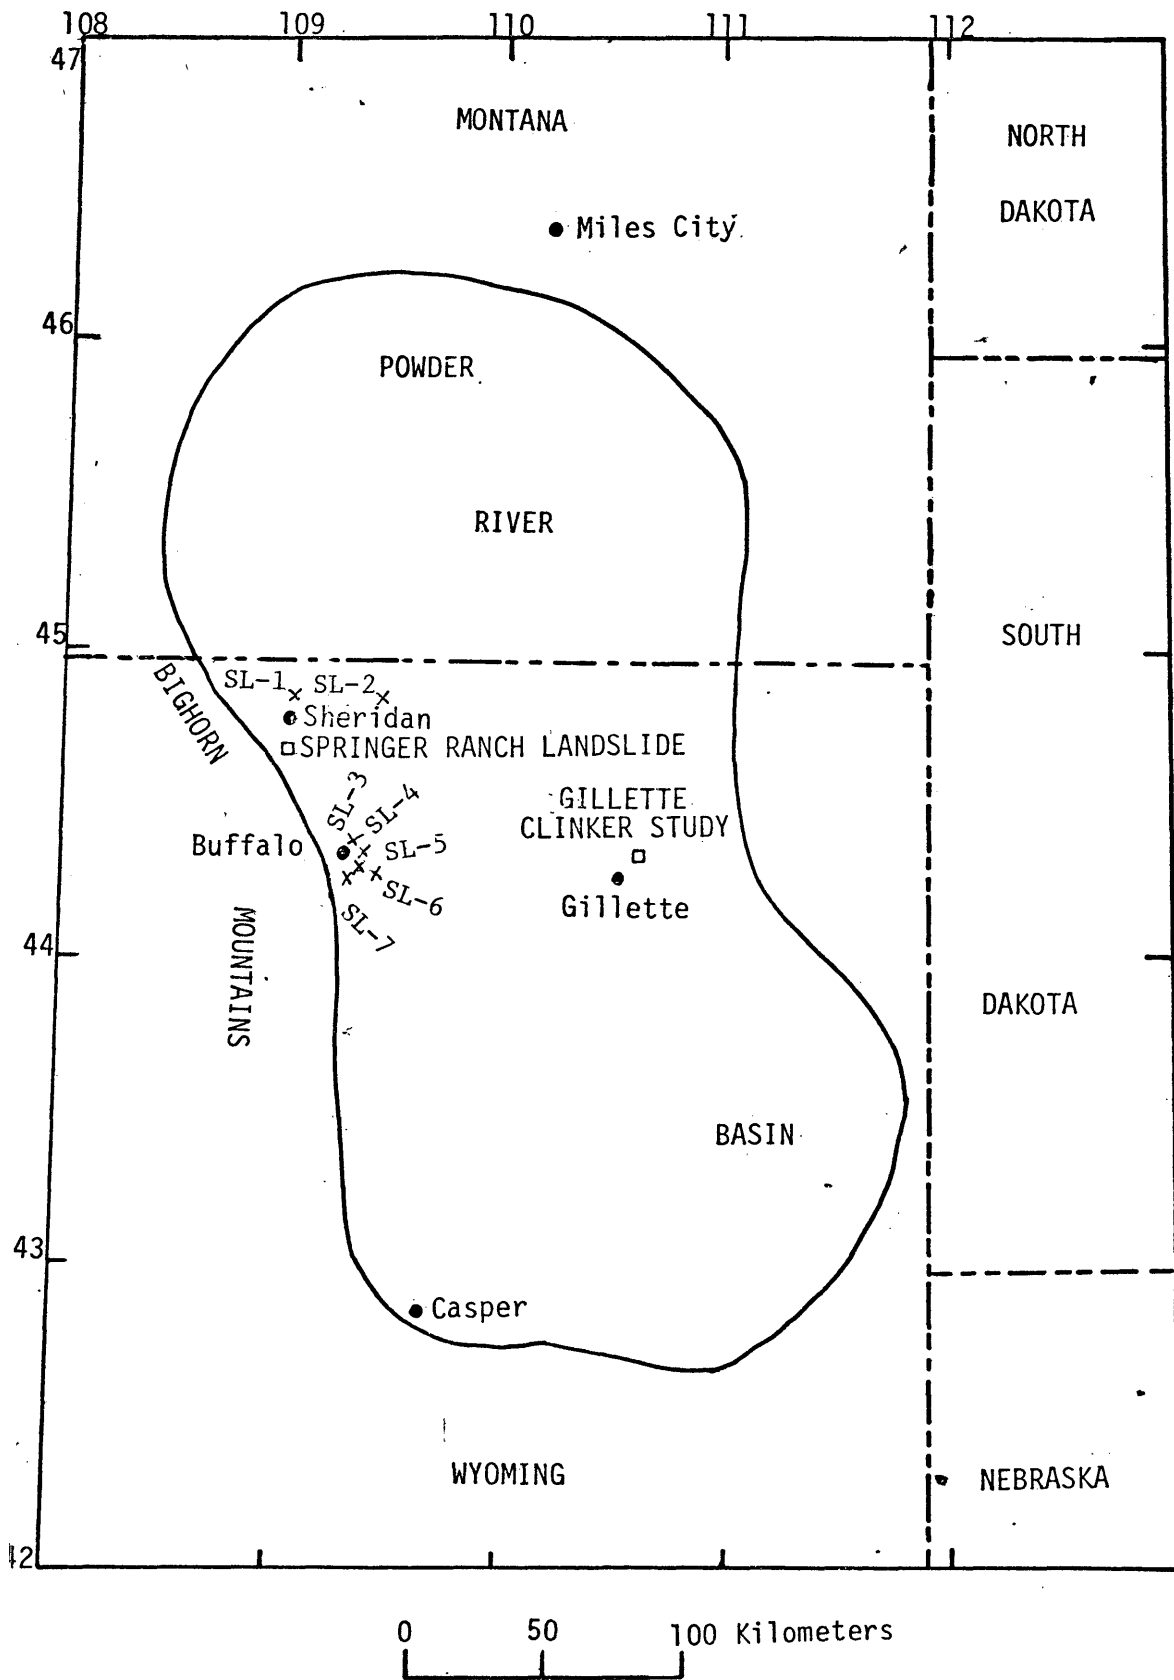 108 109 110 111 112
47
MONTANA
NORTH
DAKOTA
Miles City
46
POWDER
RIVER
45
SOUTH
BIGHORN
SL-1 SL-2
Sheridan
SPRINGER RANCH LANDSLIDE
SL-3
SL-4
GILLETTE
CLINKER STUDY
Buffalo
SL-5
SL-6
Gillette
SL-7
MOUNTAINS
44
DAKOTA
BASIN
43
Casper
WYOMING
NEBRASKA
42
0 50 100 Kilometers